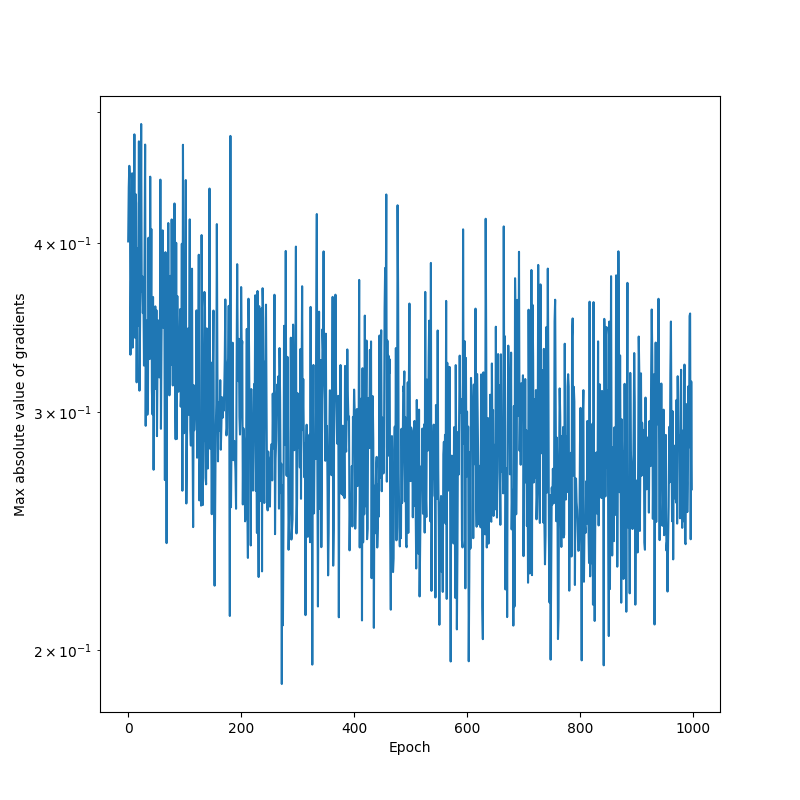 Max absolute value of gradients
4 × 10⁻¹
3 × 10⁻¹
2 × 10⁻¹
0 200 400 600 800 1000
Epoch